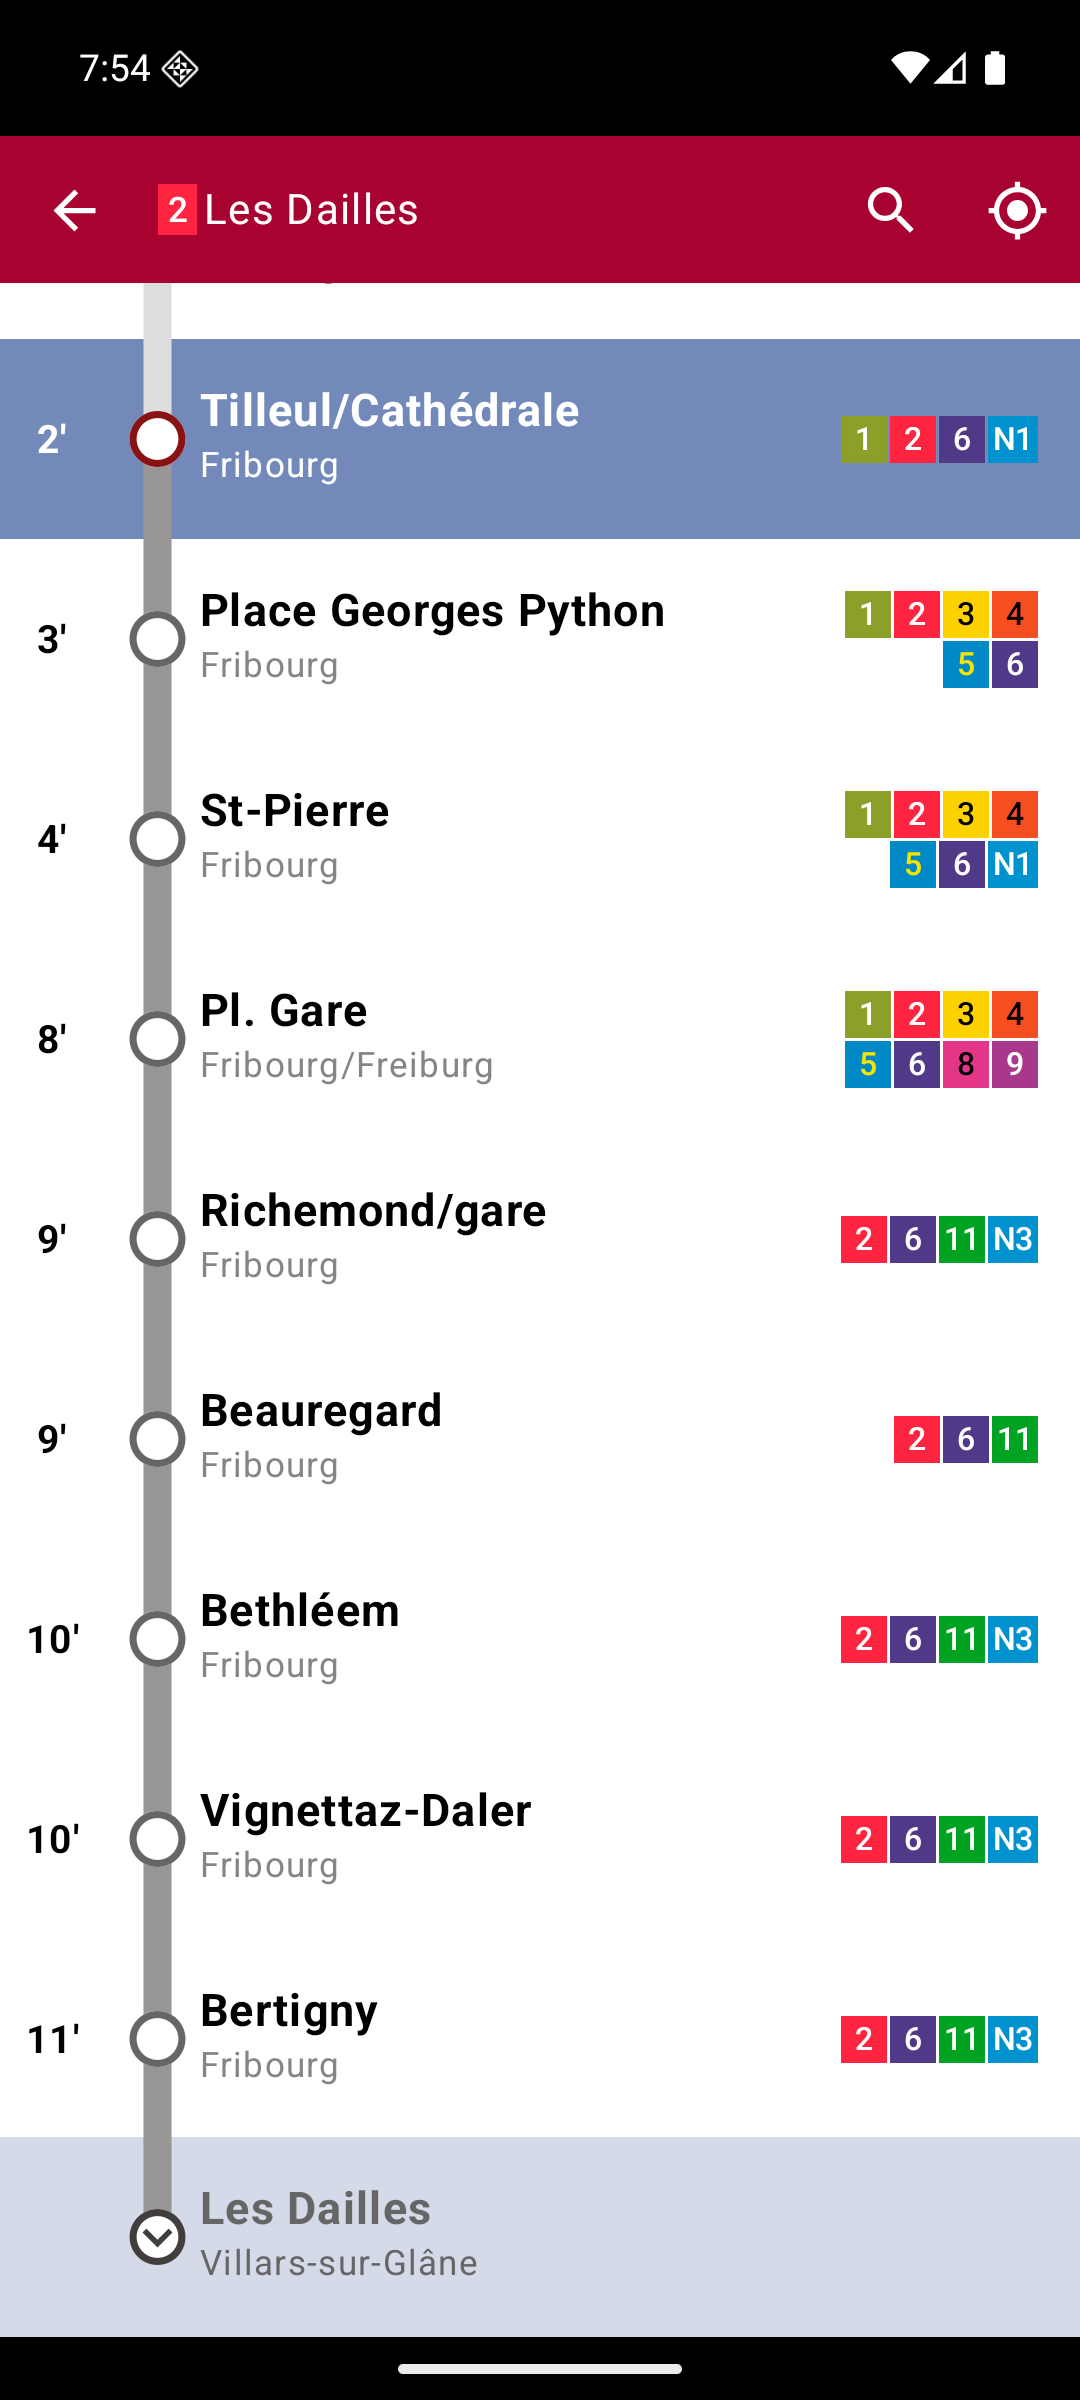 7:54
2 Les Dailles
2' Tilleul/Cathédrale 1 2 6 N1
Fribourg
3' Place Georges Python 1 2 3 4
Fribourg 5 6
4' St-Pierre 1 2 3 4
Fribourg 5 6 N1
8' Pl. Gare 1 2 3 4
Fribourg/Freiburg 5 6 8 9
9' Richemond/gare 2 6 11 N3
Fribourg
9' Beauregard 2 6 11
Fribourg
10' Bethléem 2 6 11 N3
Fribourg
10' Vignettaz-Daler 2 6 11 N3
Fribourg
11' Bertigny 2 6 11 N3
Fribourg
Les Dailles
Villars-sur-Glâne